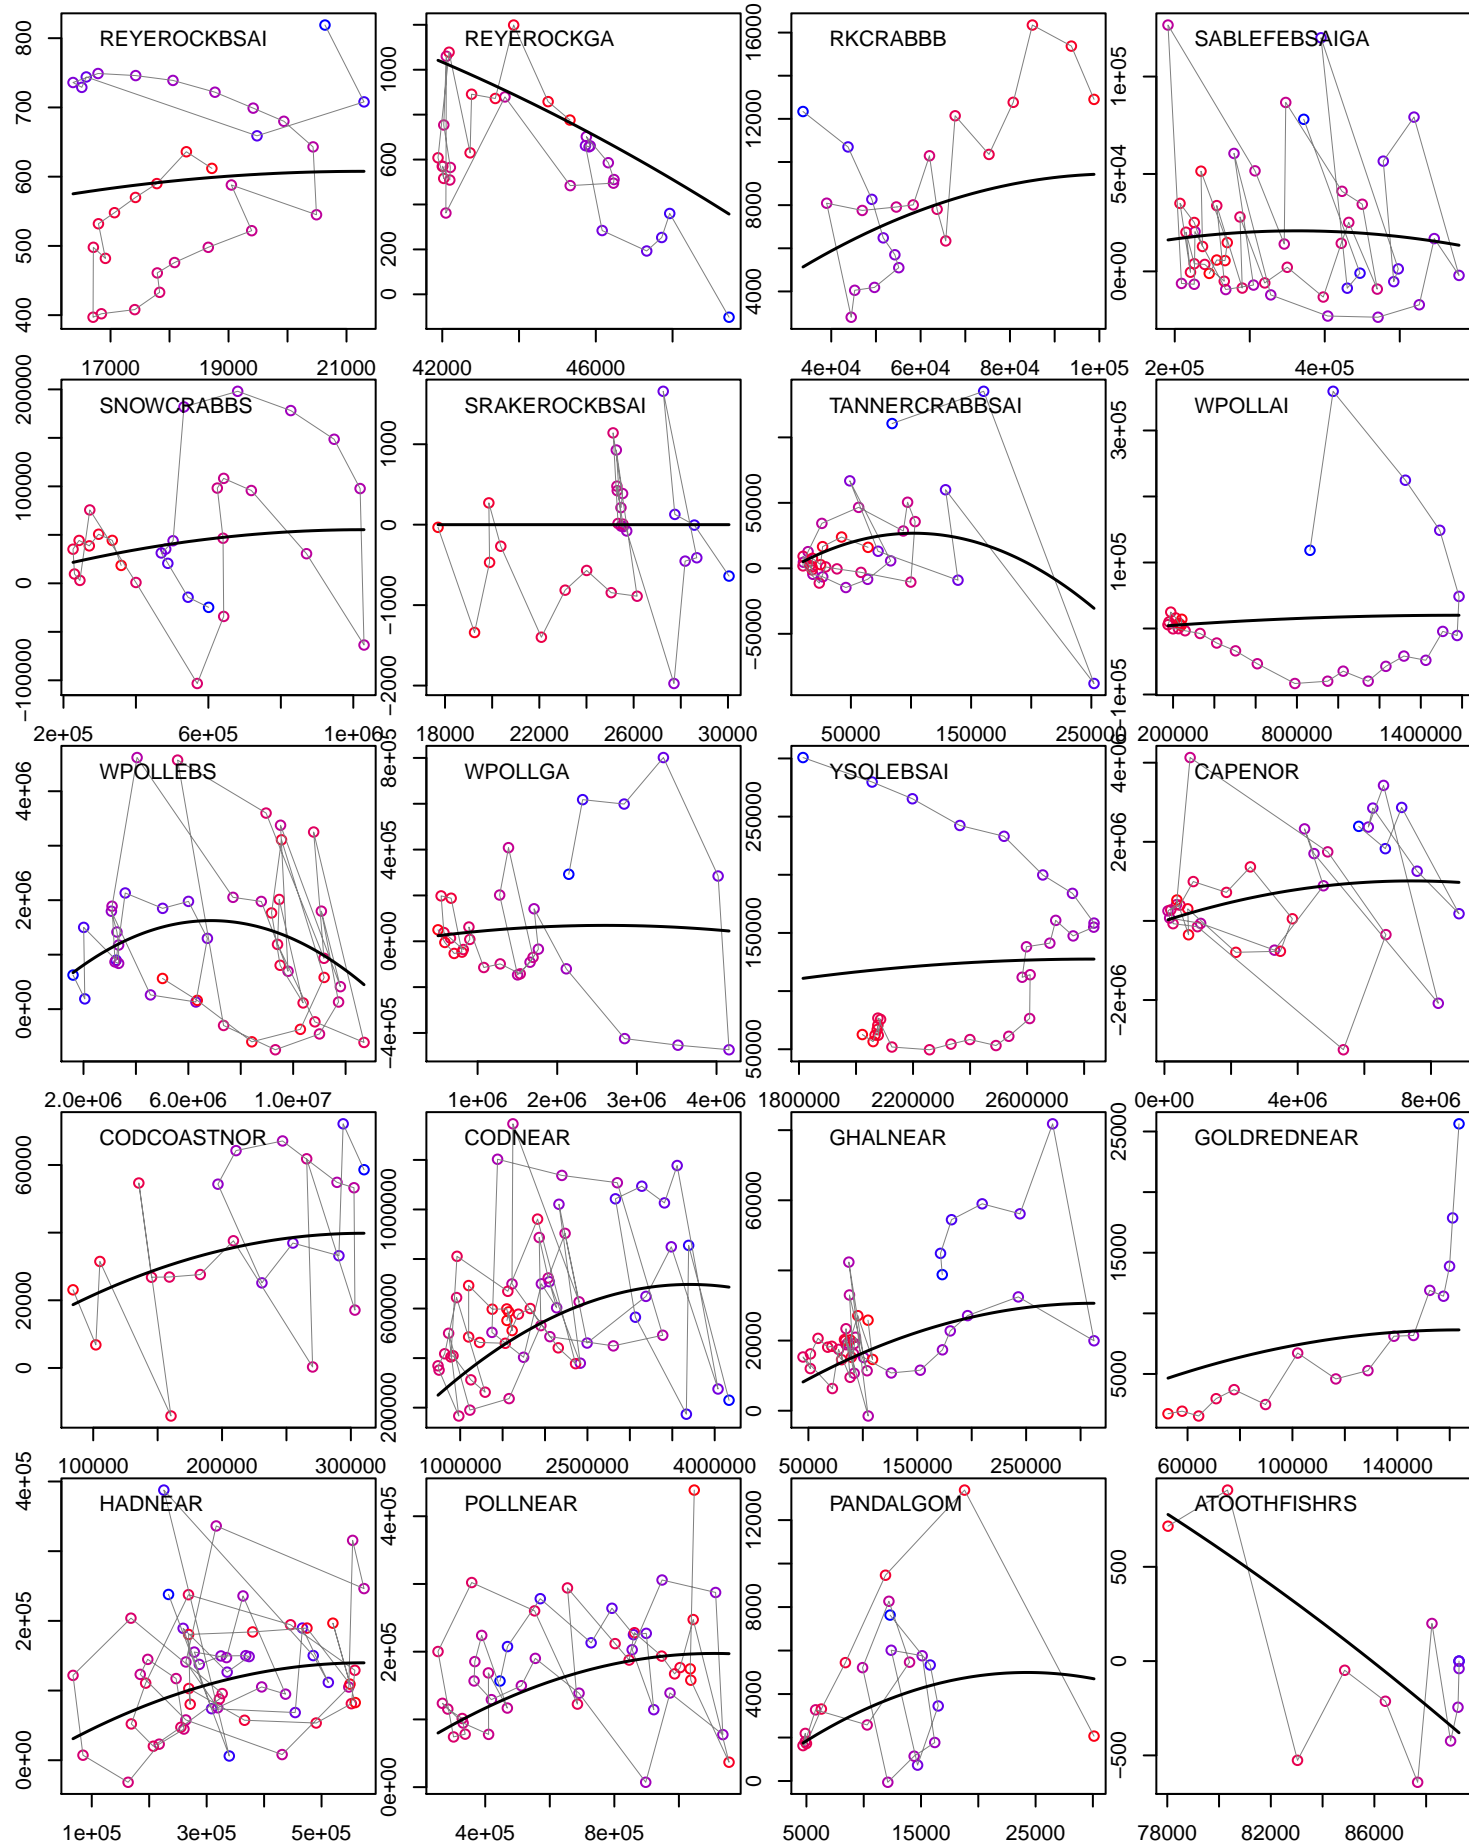 REYEROCKBSAI
REYEROCKGA
RKCRABBB
SABLEFEBSAIGA
400 500 600 700 800
0 200 600 1000
4000 8000 12000 16000
0e+00 5e+04 1e+05
17000 19000 21000
42000 46000
4e+04 6e+04 8e+04 1e+05
2e+05 4e+05
SNOWCRABBS
SRAKEROCKBSAI
TANNERCRABBSAI
WPOLLAI
−100000 0 100000 200000
−2000 −1000 0 1000
−50000 0 50000
−1e+05 1e+05 3e+05
2e+05 6e+05 1e+06
18000 22000 26000 30000
50000 150000 250000
200000 800000 1400000
WPOLLEBS
WPOLLGA
YSOLEBSAI
CAPENOR
0e+00 2e+06 4e+06
−4e+05 0e+00 4e+05 8e+05
50000 150000 250000
−2e+06 2e+06 4e+06
2.0e+06 6.0e+06 1.0e+07
1e+06 2e+06 3e+06 4e+06
1800000 2200000 2600000
0e+00 4e+06 8e+06
CODCOASTNOR
CODNEAR
GHALNEAR
GOLDREDNEAR
0 20000 60000
200000 600000 1000000
0 20000 60000
5000 15000 25000
100000 200000 300000
1000000 2500000 4000000
50000 150000 250000
60000 100000 140000
HADNEAR
POLLNEAR
PANDALGOM
ATOOTHFISHRS
0e+00 2e+05 4e+05
0e+00 2e+05 4e+05
0 4000 8000 12000
−500 0 500
1e+05 3e+05 5e+05
4e+05 8e+05
5000 15000 25000
78000 82000 86000